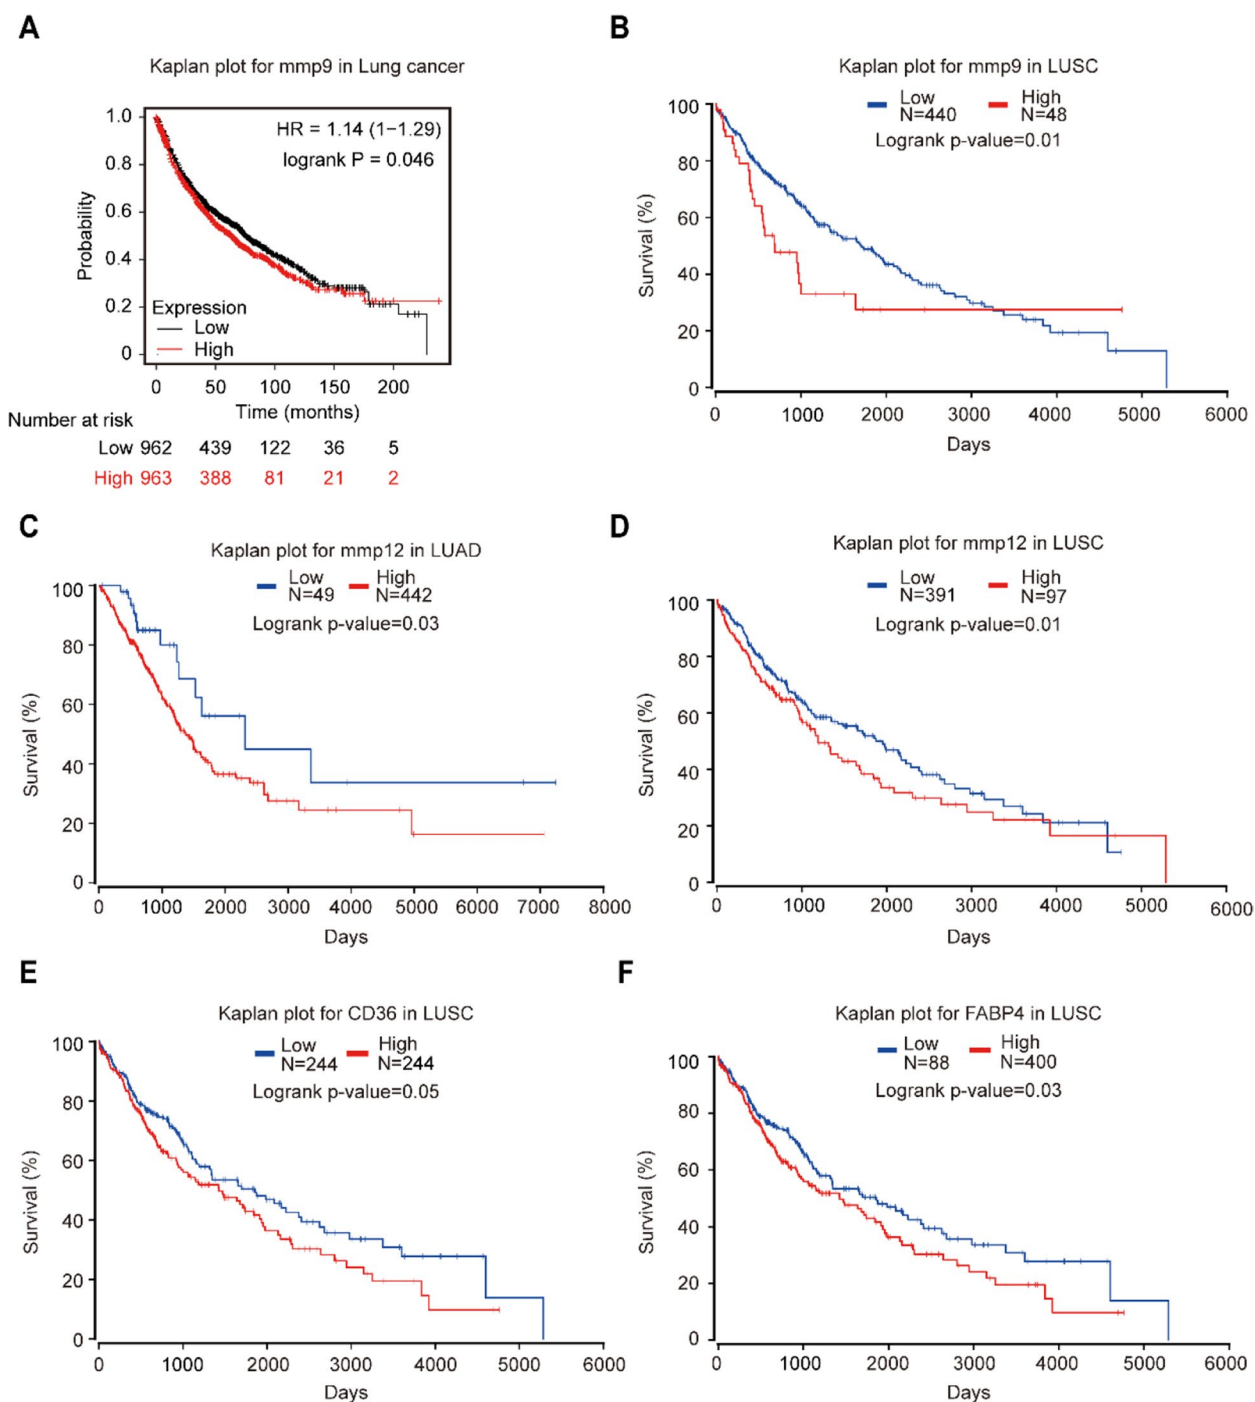 A
Kaplan plot for mmp9 in Lung cancer
HR = 1.14 (1−1.29)
logrank P = 0.046
Probability
1.0
0.8
0.6
0.4
0.2
0
Expression
Low
High
0 50 100 150 200
Time (months)
Number at risk
Low 962 439 122 36 5
High 963 388 81 21 2
B
Kaplan plot for mmp9 in LUSC
Low High
N=440 N=48
Logrank p-value=0.01
Survival (%)
100
80
60
40
20
0
0 1000 2000 3000 4000 5000 6000
Days
C
Kaplan plot for mmp12 in LUAD
Low High
N=49 N=442
Logrank p-value=0.03
Survival (%)
100
80
60
40
20
0
0 1000 2000 3000 4000 5000 6000 7000 8000
Days
D
Kaplan plot for mmp12 in LUSC
Low High
N=391 N=97
Logrank p-value=0.01
Survival (%)
100
80
60
40
20
0
0 1000 2000 3000 4000 5000 6000
Days
E
Kaplan plot for CD36 in LUSC
Low High
N=244 N=244
Logrank p-value=0.05
Survival (%)
100
80
60
40
20
0
0 1000 2000 3000 4000 5000 6000
Days
F
Kaplan plot for FABP4 in LUSC
Low High
N=88 N=400
Logrank p-value=0.03
Survival (%)
100
80
60
40
20
0
0 1000 2000 3000 4000 5000 6000
Days